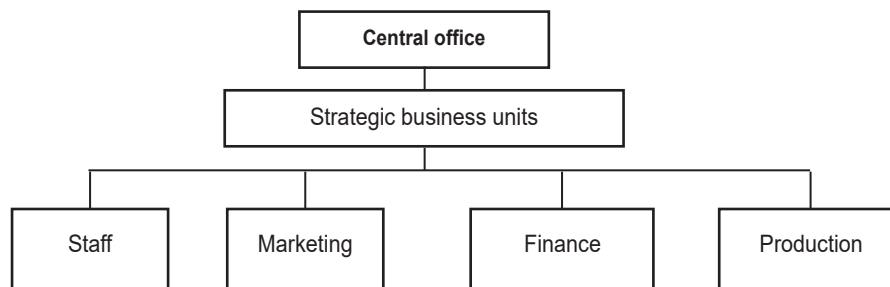 Central office
Strategic business units
Staff
Marketing
Finance
Production